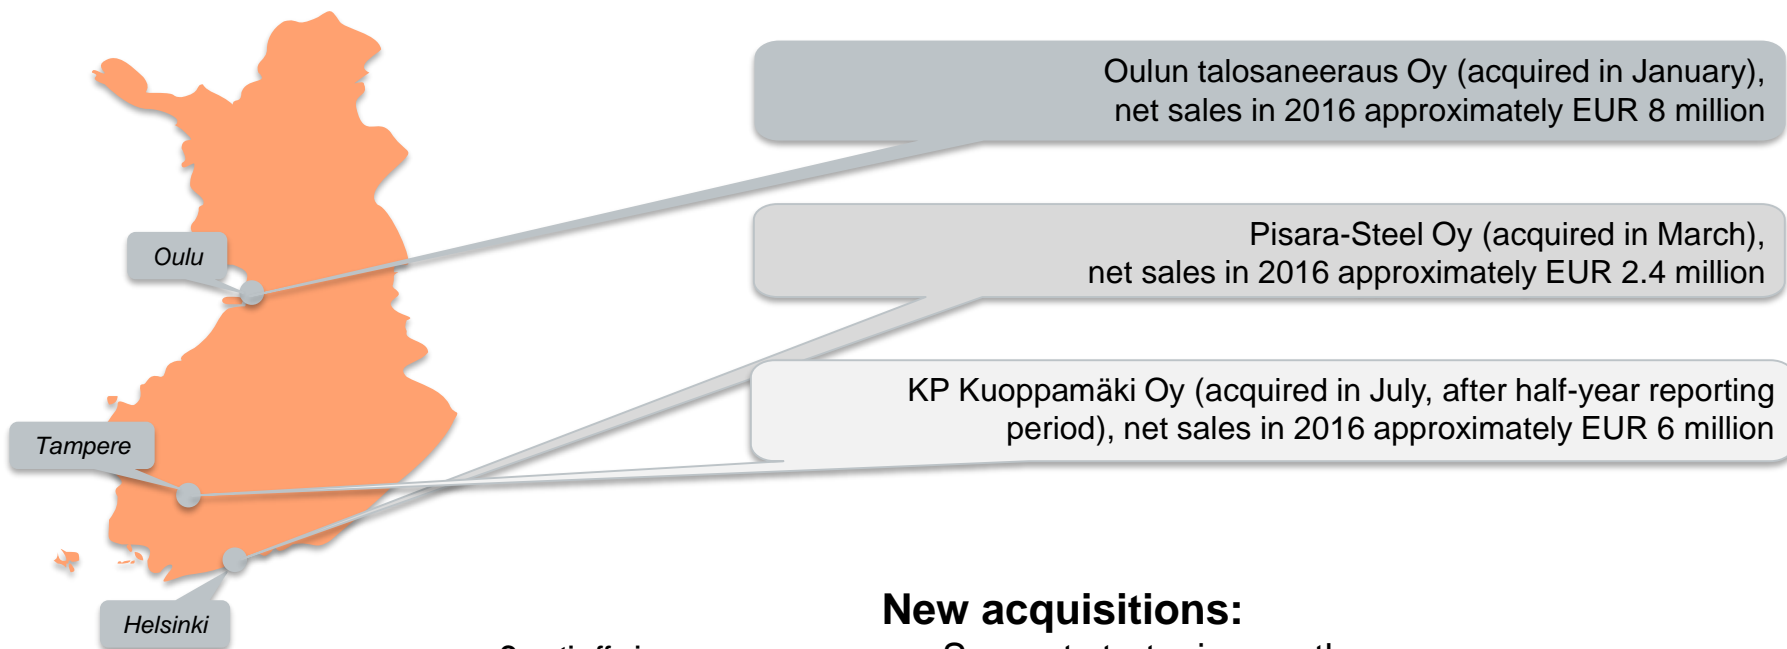 Oulun talosaneeraus Oy (acquired in January),
net sales in 2016 approximately EUR 8 million
Pisara-Steel Oy (acquired in March),
net sales in 2016 approximately EUR 2.4 million
Oulu
KP Kuoppamäki Oy (acquired in July, after half-year reporting
period), net sales in 2016 approximately EUR 6 million
Tampere
Helsinki
New acquisitions: